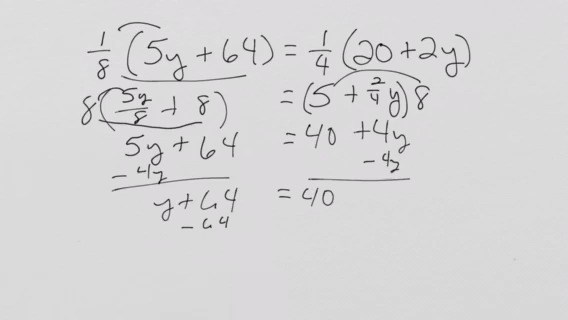 1/8 (5y + 64) = 1/4 (20 + 2y)
8(5y/8 + 8) = (5 + 2/4 y) 8
5y + 64 = 40 + 4y
- 4y - 4y
y + 64 = 40
- 64